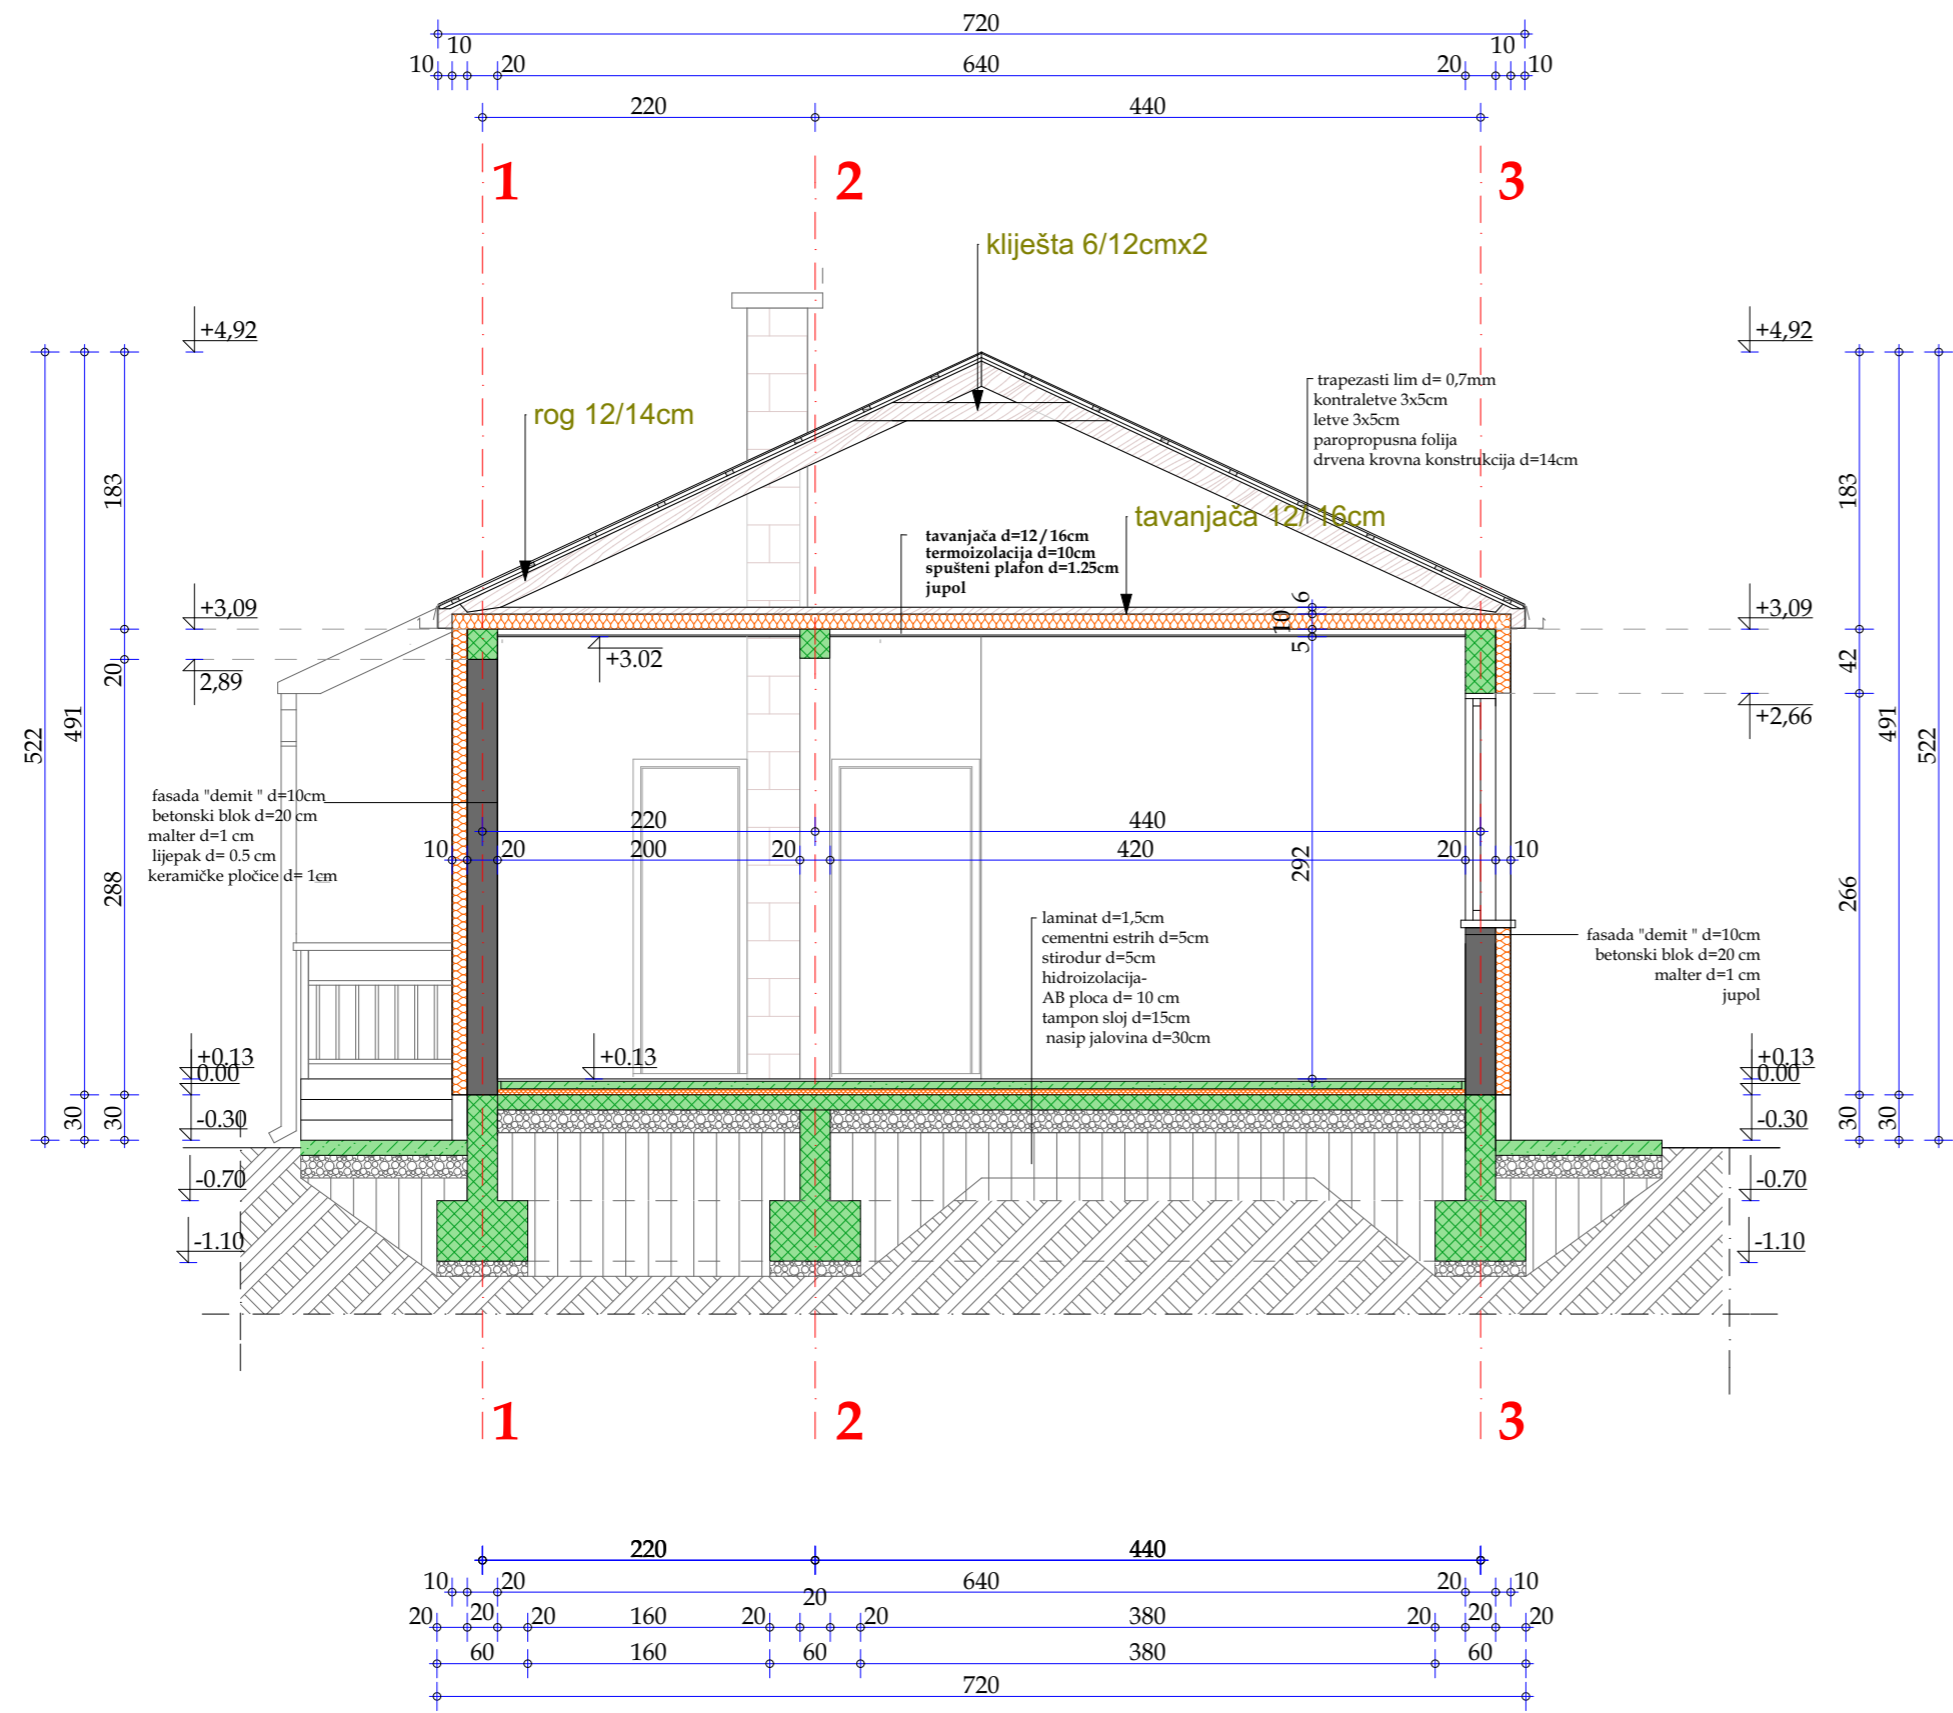 720
10
10
10 20 640 20 10
220 440
1 2 3
kliješta 6/12cmx2
+4,92 +4,92
rog 12/14cm
trapezasti lim d= 0,7mm
kontraletve 3x5cm
letve 3x5cm
paropropusna folija
drvena krovna konstrukcija d=14cm
183 183
tavanjača 12/ 16cm
tavanjača d=12/16cm
termoizolacija d=10cm
spušteni plafon d=1.25cm
jupol
6
10
5
+3,09 +3,09
+3.02
20 42
2,89
+2,66
522 491 491 522
fasada "demit " d=10cm
betonski blok d=20 cm
malter d=1 cm
lijepak d= 0.5 cm
keramičke pločice d= 1cm
220 440
10 20 200 20 420 20 10
292
288 266
laminat d=1,5cm
cementni estrih d=5cm
stirodur d=5cm
hidroizolacija-
AB ploca d= 10 cm
tampon sloj d=15cm
nasip jalovina d=30cm
fasada "demit " d=10cm
betonski blok d=20 cm
malter d=1 cm
jupol
+0.13 +0.13 +0.13
0.00 0.00
30 30 30 30
-0.30 -0.30
-0.70 -0.70
-1.10 -1.10
1 2 3
220 440
10 20 640 20 10
20 20 20 160 20 20 20 380 20 20 20
60 160 60 380 60
720